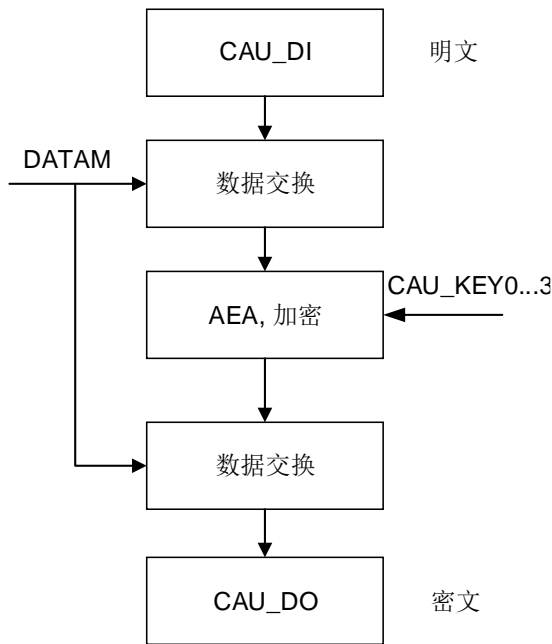 CAU_DI
明文
DATAM
数据交换
CAU_KEY0...3
AEA, 加密
数据交换
CAU_DO
密文